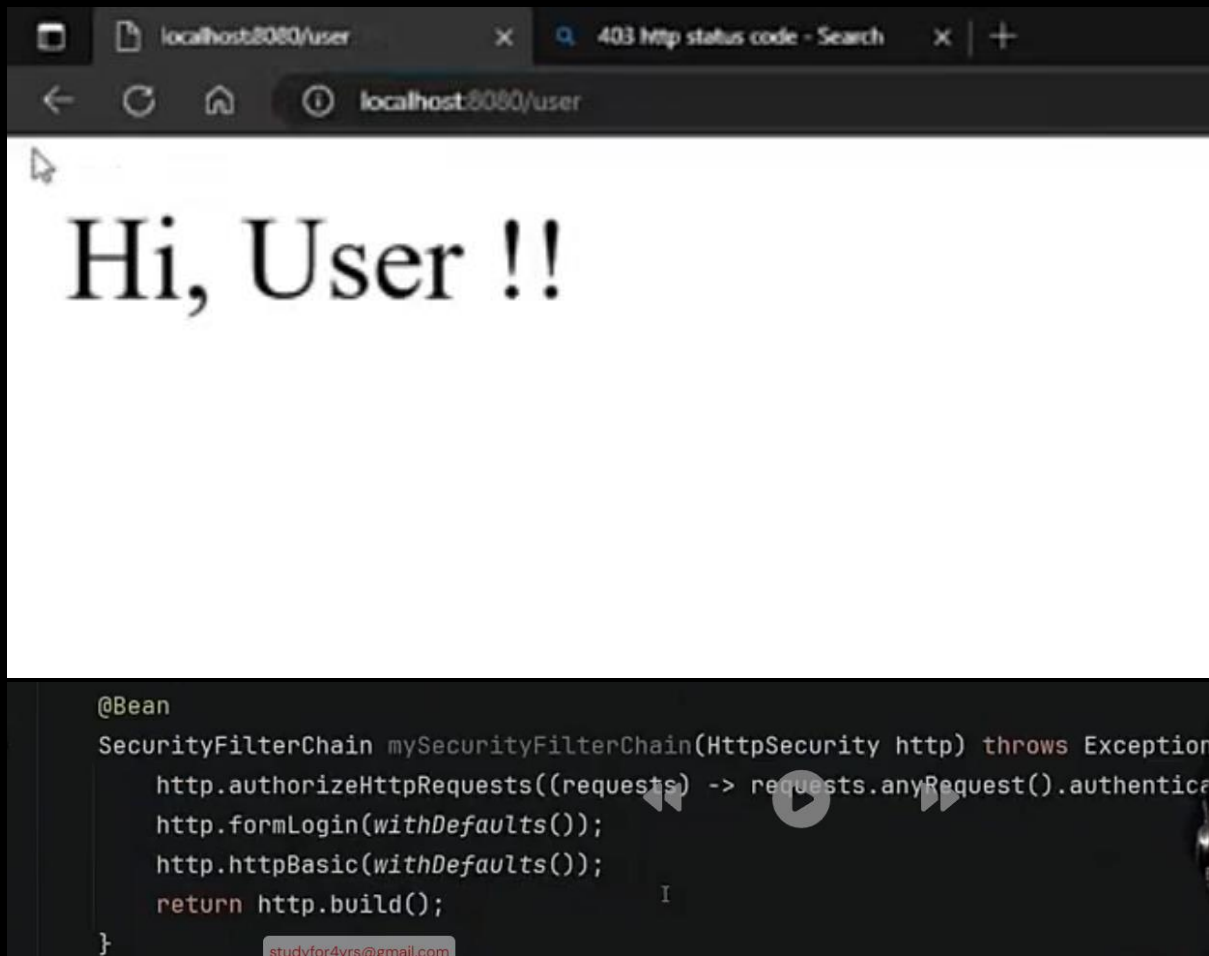 localhost:8080/user
403 http status code - Search
localhost:8080/user
Hi, User !!
@Bean
SecurityFilterChain mySecurityFilterChain(HttpSecurity http) throws Exception
http.authorizeHttpRequests((requests) -> requests.anyRequest().authentica
http.formLogin(withDefaults());
http.httpBasic(withDefaults());
return http.build();
}
studyfor4yrs@gmail.com